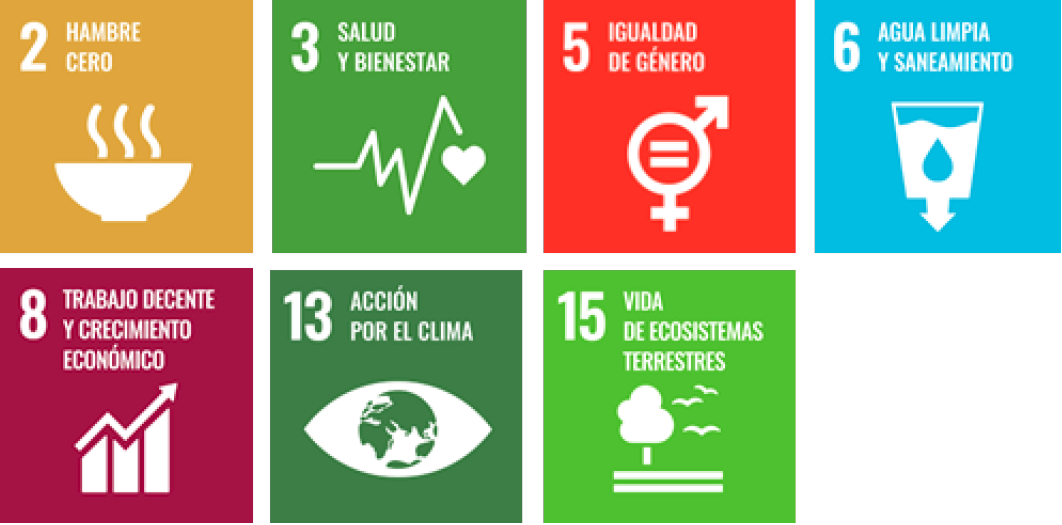 2 HAMBRE
CERO
3 SALUD
Y BIENESTAR
5 IGUALDAD
DE GÉNERO
6 AGUA LIMPIA
Y SANEAMIENTO
8 TRABAJO DECENTE
Y CRECIMIENTO
ECONÓMICO
13 ACCIÓN
POR EL CLIMA
15 VIDA
DE ECOSISTEMAS
TERRESTRES